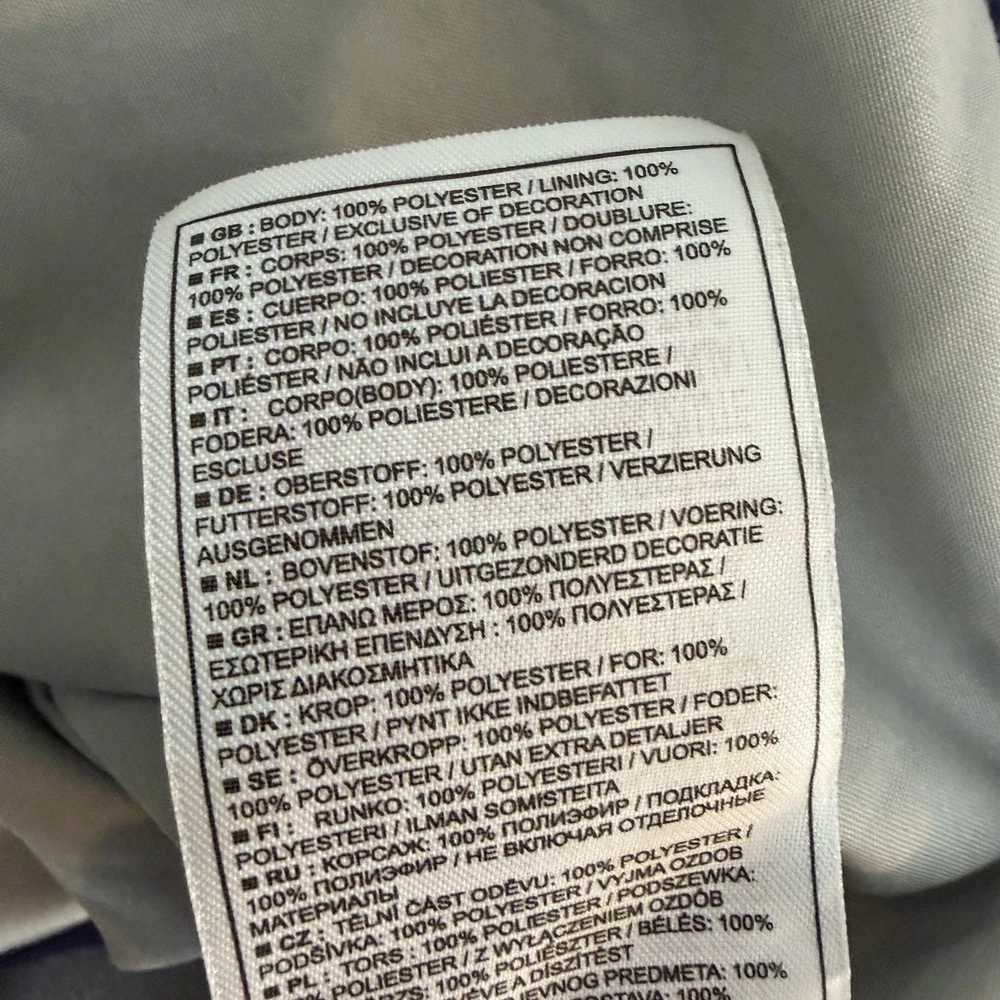 GB : BODY: 100% POLYESTER / LINING: 100%
POLYESTER / EXCLUSIVE OF DECORATION
FR : CORPS: 100% POLYESTER / DOUBLURE:
100% POLYESTER / DECORATION NON COMPRISE
ES : CUERPO: 100% POLIESTER / FORRO: 100%
POLIESTER / NO INCLUYE LA DECORACION
PT : CORPO: 100% POLIÉSTER / FORRO: 100%
POLIÉSTER / NÃO INCLUI A DECORAÇÃO
IT : CORPO(BODY): 100% POLIESTERE /
FODERA: 100% POLIESTERE / DECORAZIONI
ESCLUSE
DE : OBERSTOFF: 100% POLYESTER /
FUTTERSTOFF: 100% POLYESTER / VERZIERUNG
AUSGENOMMEN
NL : BOVENSTOF: 100% POLYESTER / VOERING:
100% POLYESTER / UITGEZONDERD DECORATIE
GR : ΕΠΑΝΩ ΜΕΡΟΣ: 100% ΠΟΛΥΕΣΤΕΡΑΣ /
ΕΣΩΤΕΡΙΚΗ ΕΠΕΝΔΥΣΗ : 100% ΠΟΛΥΕΣΤΕΡΑΣ /
ΧΩΡΙΣ ΔΙΑΚΟΣΜΗΤΙΚΑ
DK : KROP: 100% POLYESTER / FOR: 100%
POLYESTER / PYNT IKKE INDBEFATTET
SE : ÖVERKROPP: 100% POLYESTER / FODER:
100% POLYESTER / UTAN EXTRA DETALJER
FI : RUNKO: 100% POLYESTERI / VUORI: 100%
POLYESTERI / ILMAN SOMISTEITA
RU : КОРСАЖ: 100% ПОЛИЭФИР / ПОДКЛАДКА:
100% ПОЛИЭФИР / НЕ ВКЛЮЧАЯ ОТДЕЛОЧНЫЕ
МАТЕРИАЛЫ
CZ : TĚLNÍ ČÁST ODĚVU: 100% POLYESTER /
PODŠÍVKA: 100% POLYESTER / VYJMA OZDOB
PL : TORS : 100% POLIESTER / PODSZEWKA:
POLIESTER / Z WYŁĄCZENIEM OZDÓB
100% POLIÉSZTER / BÉLÉS: 100%
A DÍSZÍTÉST
PREDMETA: 100%
100%